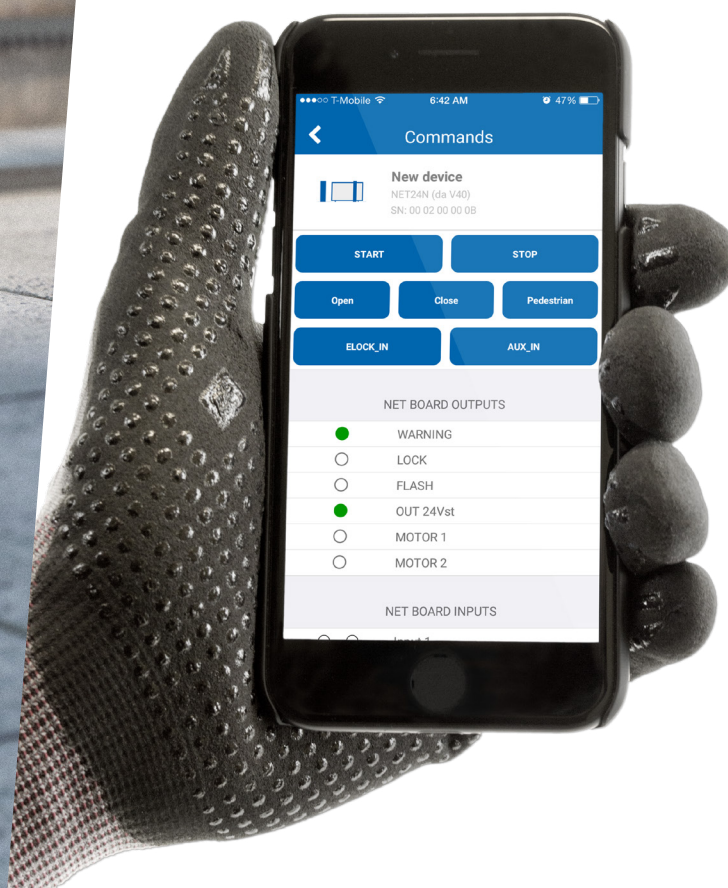 ●●●○○ T-Mobile 6:42 AM 47%
Commands
New device
NET24N (da V40)
SN: 00 02 00 00 0B
START STOP
Open Close Pedestrian
ELOCK_IN AUX_IN
NET BOARD OUTPUTS
WARNING
LOCK
FLASH
OUT 24Vst
MOTOR 1
MOTOR 2
NET BOARD INPUTS
Input 1